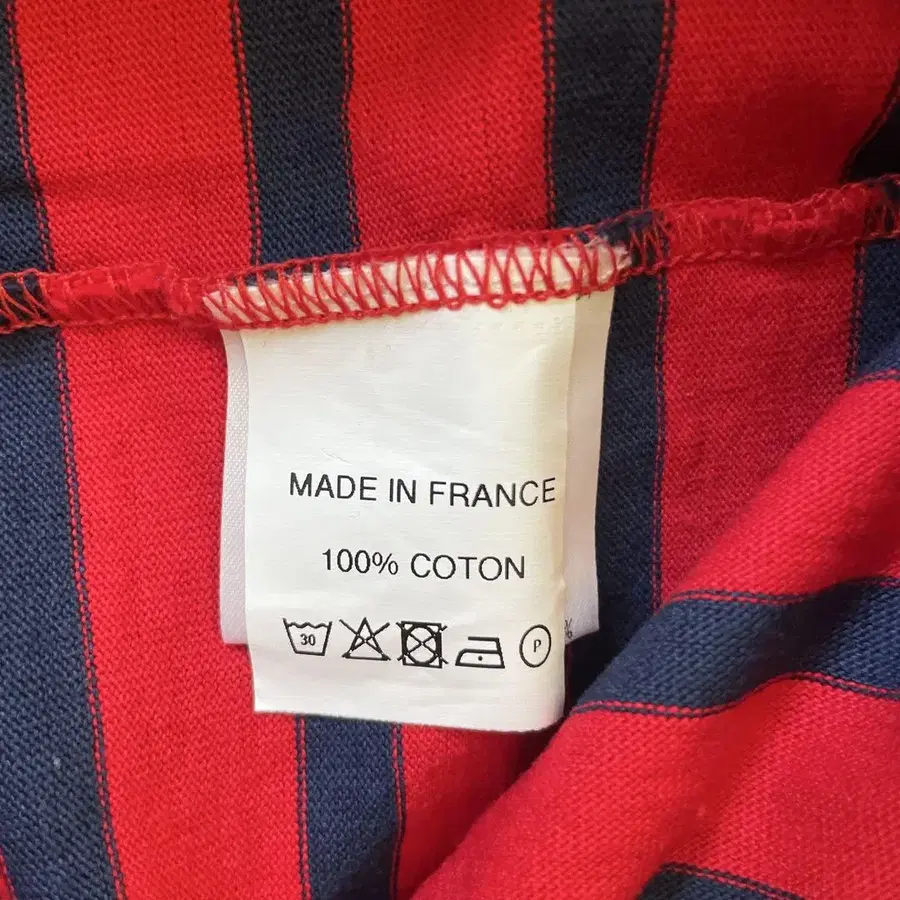 MADE IN FRANCE
100% COTON
30 P
%